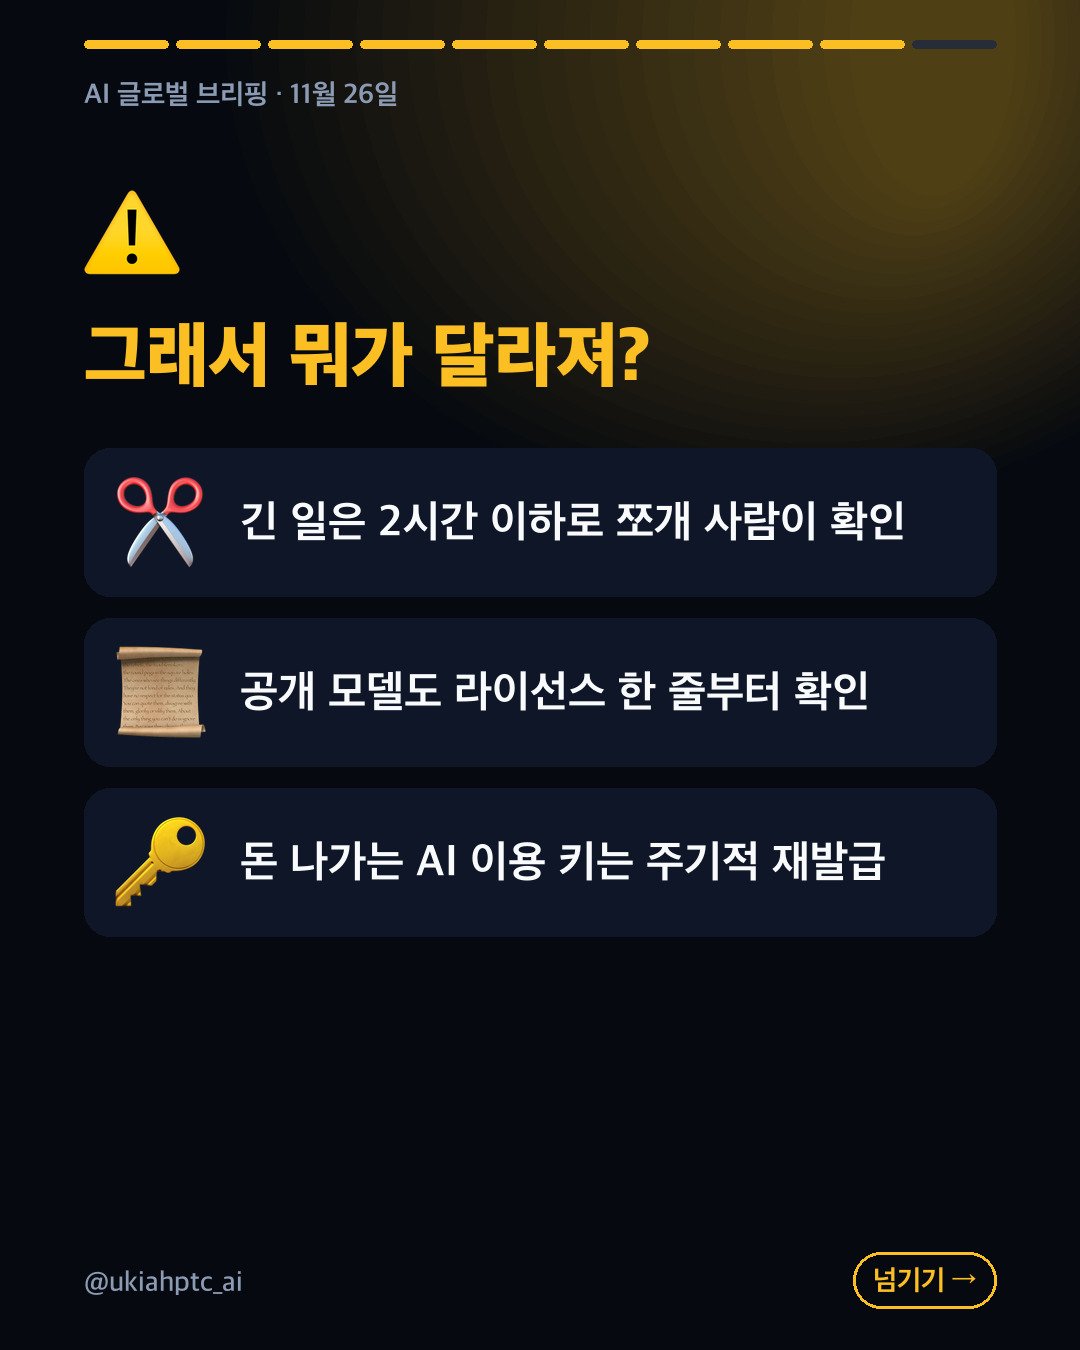 AI 글로벌 브리핑 · 11월 26일
그래서 뭐가 달라져?
긴 일은 2시간 이하로 쪼개 사람이 확인
공개 모델도 라이선스 한 줄부터 확인
돈 나가는 AI 이용 키는 주기적 재발급
@ukiahptc_ai
넘기기 →